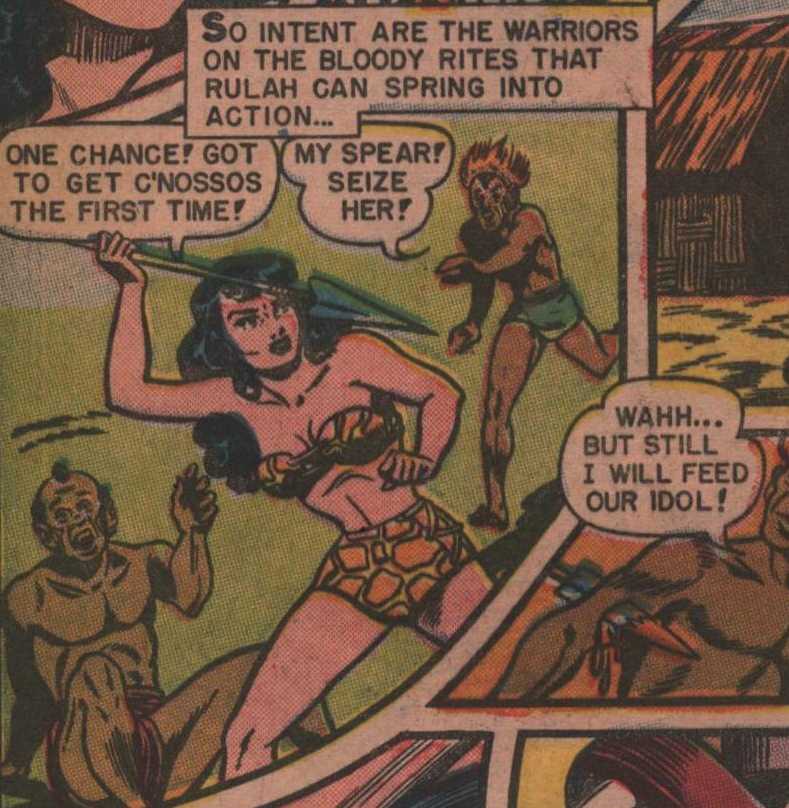 SO INTENT ARE THE WARRIORS
ON THE BLOODY RITES THAT
RULAH CAN SPRING INTO
ACTION...
ONE CHANCE! GOT
TO GET C'NOSSOS
THE FIRST TIME!
MY SPEAR!
SEIZE
HER!
WAHH...
BUT STILL
I WILL FEED
OUR IDOL!